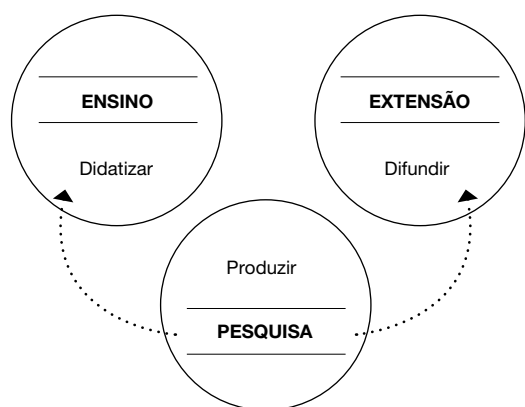 ENSINO
Didatizar
EXTENSÃO
Difundir
Produzir
PESQUISA